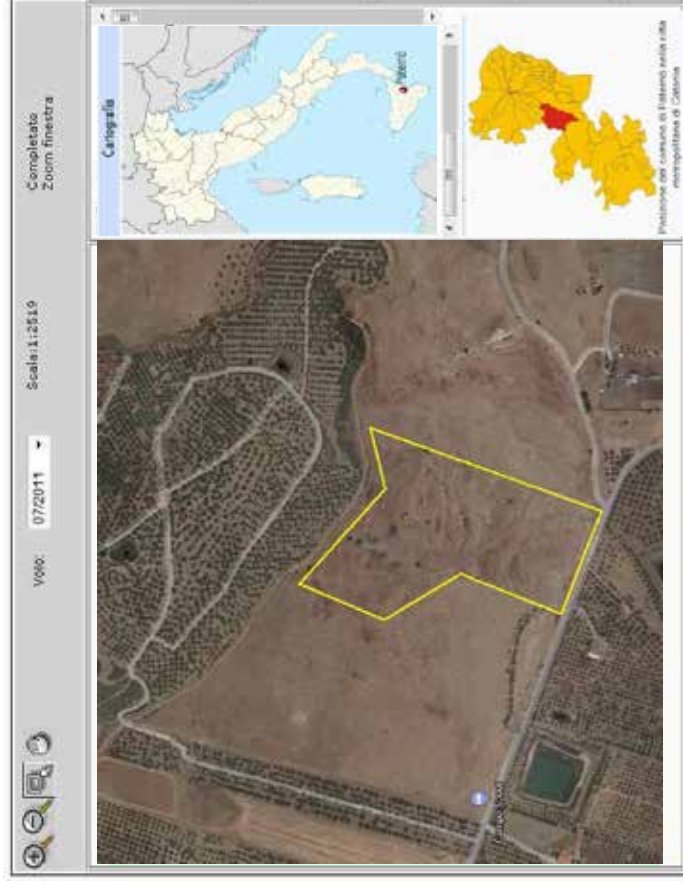 Volo:
07/2011
Scala:1:2519
Completato
Zoom finestra
Cartografia
Paternò
Posizione del comune di Paternò nella città
metropolitana di Catania